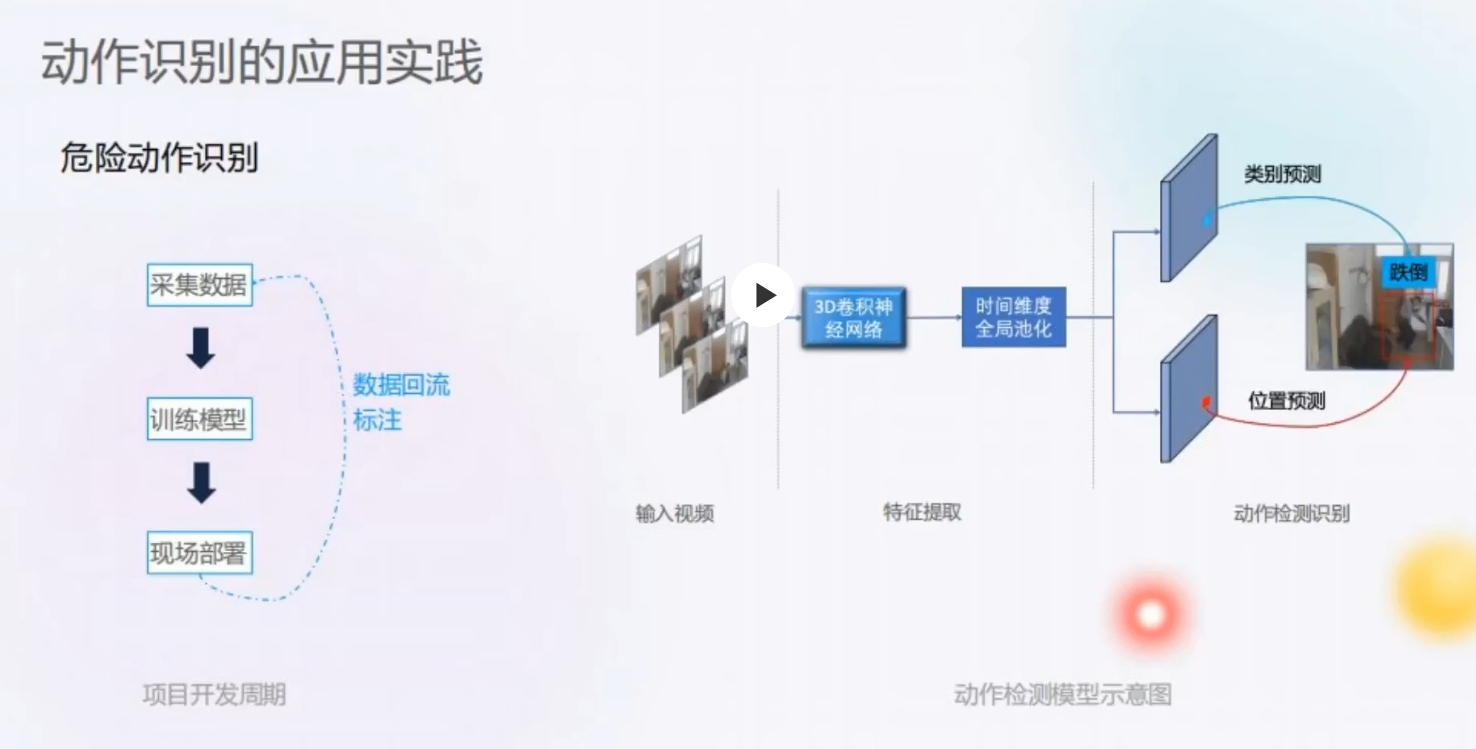 动作识别的应用实践
危险动作识别
采集数据
训练模型
现场部署
数据回流
标注
项目开发周期
3D卷积神
经网络
时间维度
全局池化
类别预测
跌倒
位置预测
输入视频
特征提取
动作检测识别
动作检测模型示意图